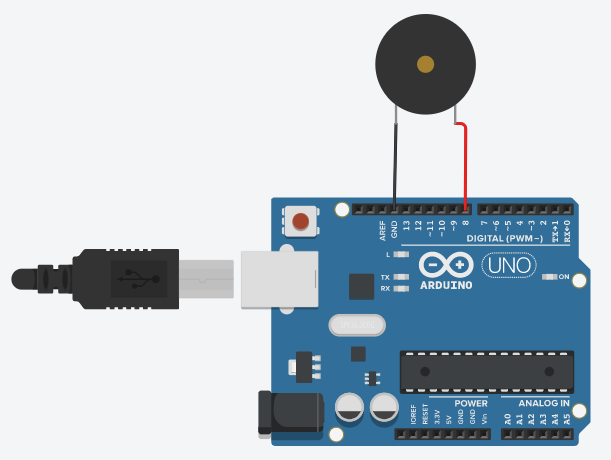 AREF
GND
13
12
~11
~10
~9
8
7
~6
~5
4
~3
2
TX→1
RX←0
DIGITAL (PWM~)
L
TX
RX
UNO
ON
ARDUINO
POWER
ANALOG IN
IOREF
RESET
3.3V
5V
GND
GND
Vin
A0
A1
A2
A3
A4
A5